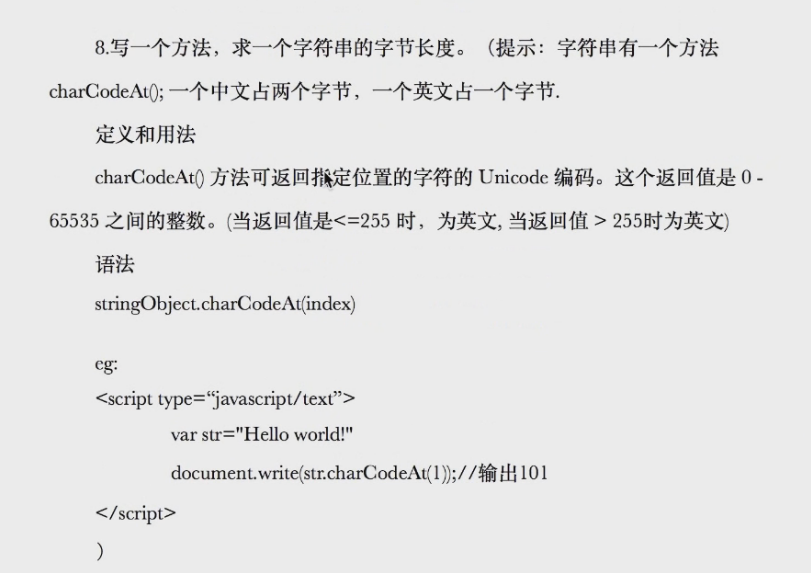 8.写一个方法，求一个字符串的字节长度。（提示：字符串有一个方法
charCodeAt(); 一个中文占两个字节，一个英文占一个字节.
定义和用法
charCodeAt() 方法可返回指定位置的字符的 Unicode 编码。这个返回值是 0 -
65535 之间的整数。(当返回值是<=255 时，为英文, 当返回值 > 255时为英文)
语法
stringObject.charCodeAt(index)
eg:
<script type=“javascript/text”>
var str="Hello world!"
document.write(str.charCodeAt(1));//输出101
</script>
）